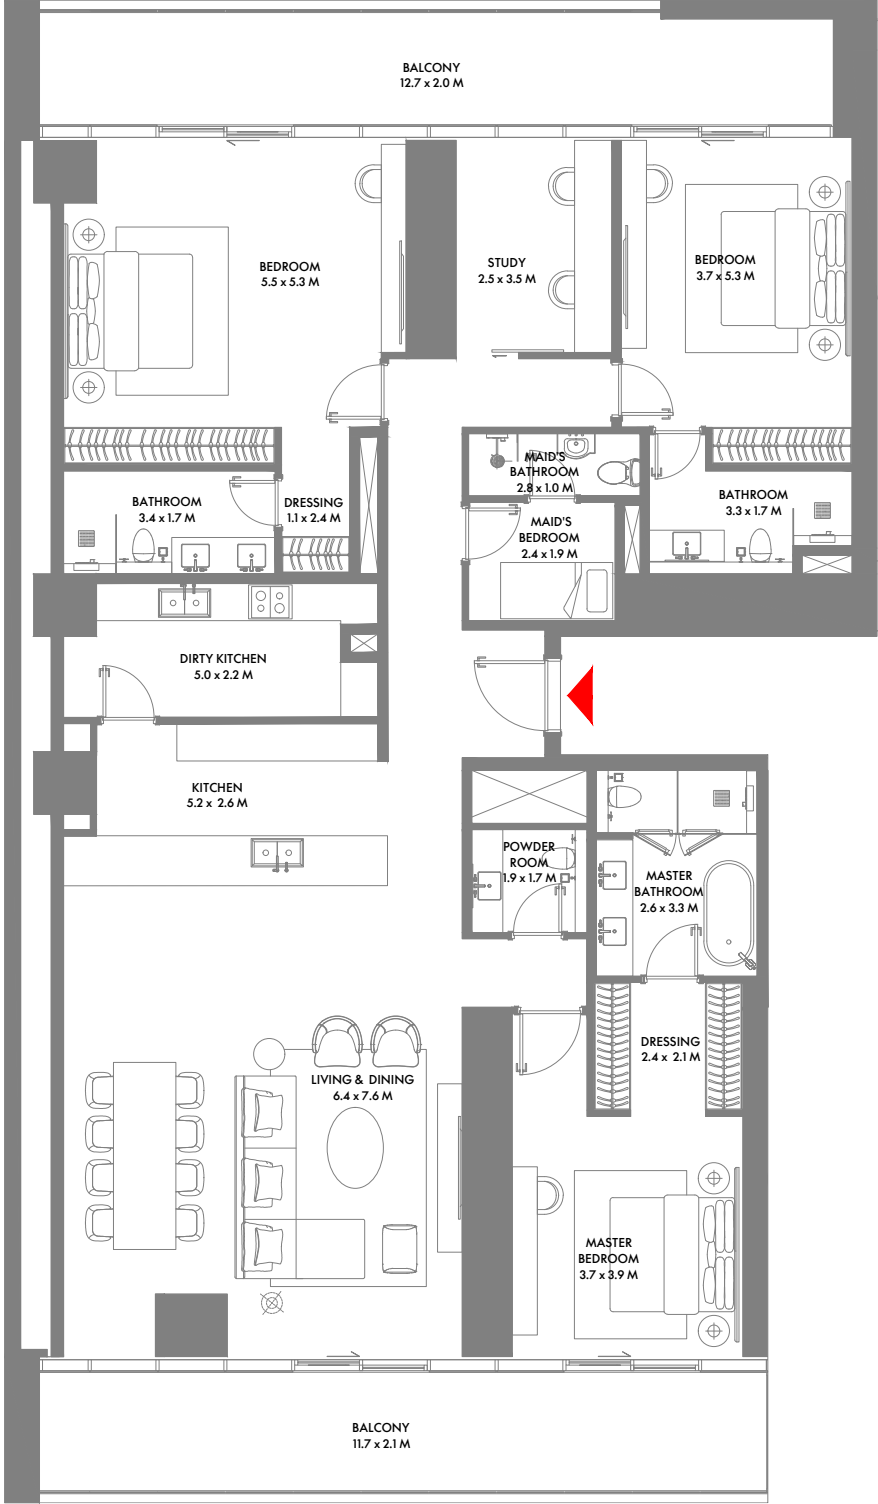 BALCONY
12.7 x 2.0 M
BEDROOM
5.5 x 5.3 M
STUDY
2.5 x 3.5 M
BEDROOM
3.7 x 5.3 M
MAID'S
BATHROOM
2.8 x 1.0 M
BATHROOM
3.4 x 1.7 M
DRESSING
1.1 x 2.4 M
MAID'S
BEDROOM
2.4 x 1.9 M
BATHROOM
3.3 x 1.7 M
DIRTY KITCHEN
5.0 x 2.2 M
KITCHEN
5.2 x 2.6 M
POWDER
ROOM
1.9 x 1.7 M
MASTER
BATHROOM
2.6 x 3.3 M
DRESSING
2.4 x 2.1 M
LIVING & DINING
6.4 x 7.6 M
MASTER
BEDROOM
3.7 x 3.9 M
BALCONY
11.7 x 2.1 M